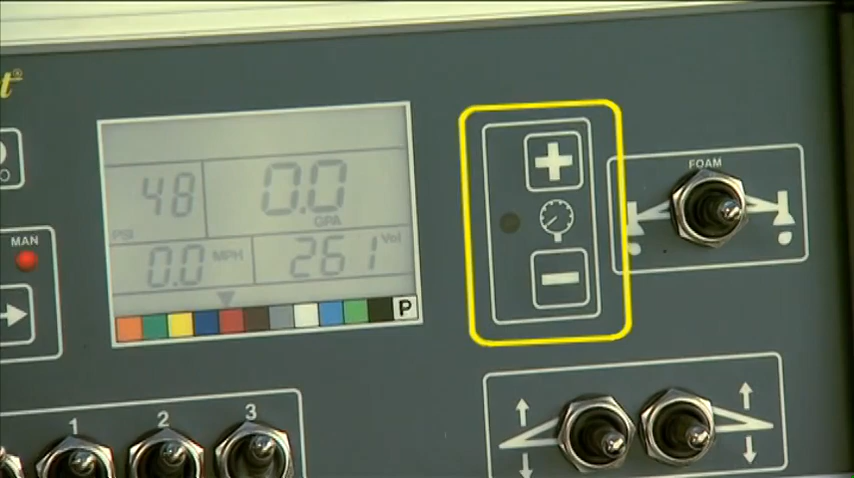 t®
O
FOAM
48
PSI
0.0
GPA
0.0 MPH
261 Vol
MAN
P
1 2 3